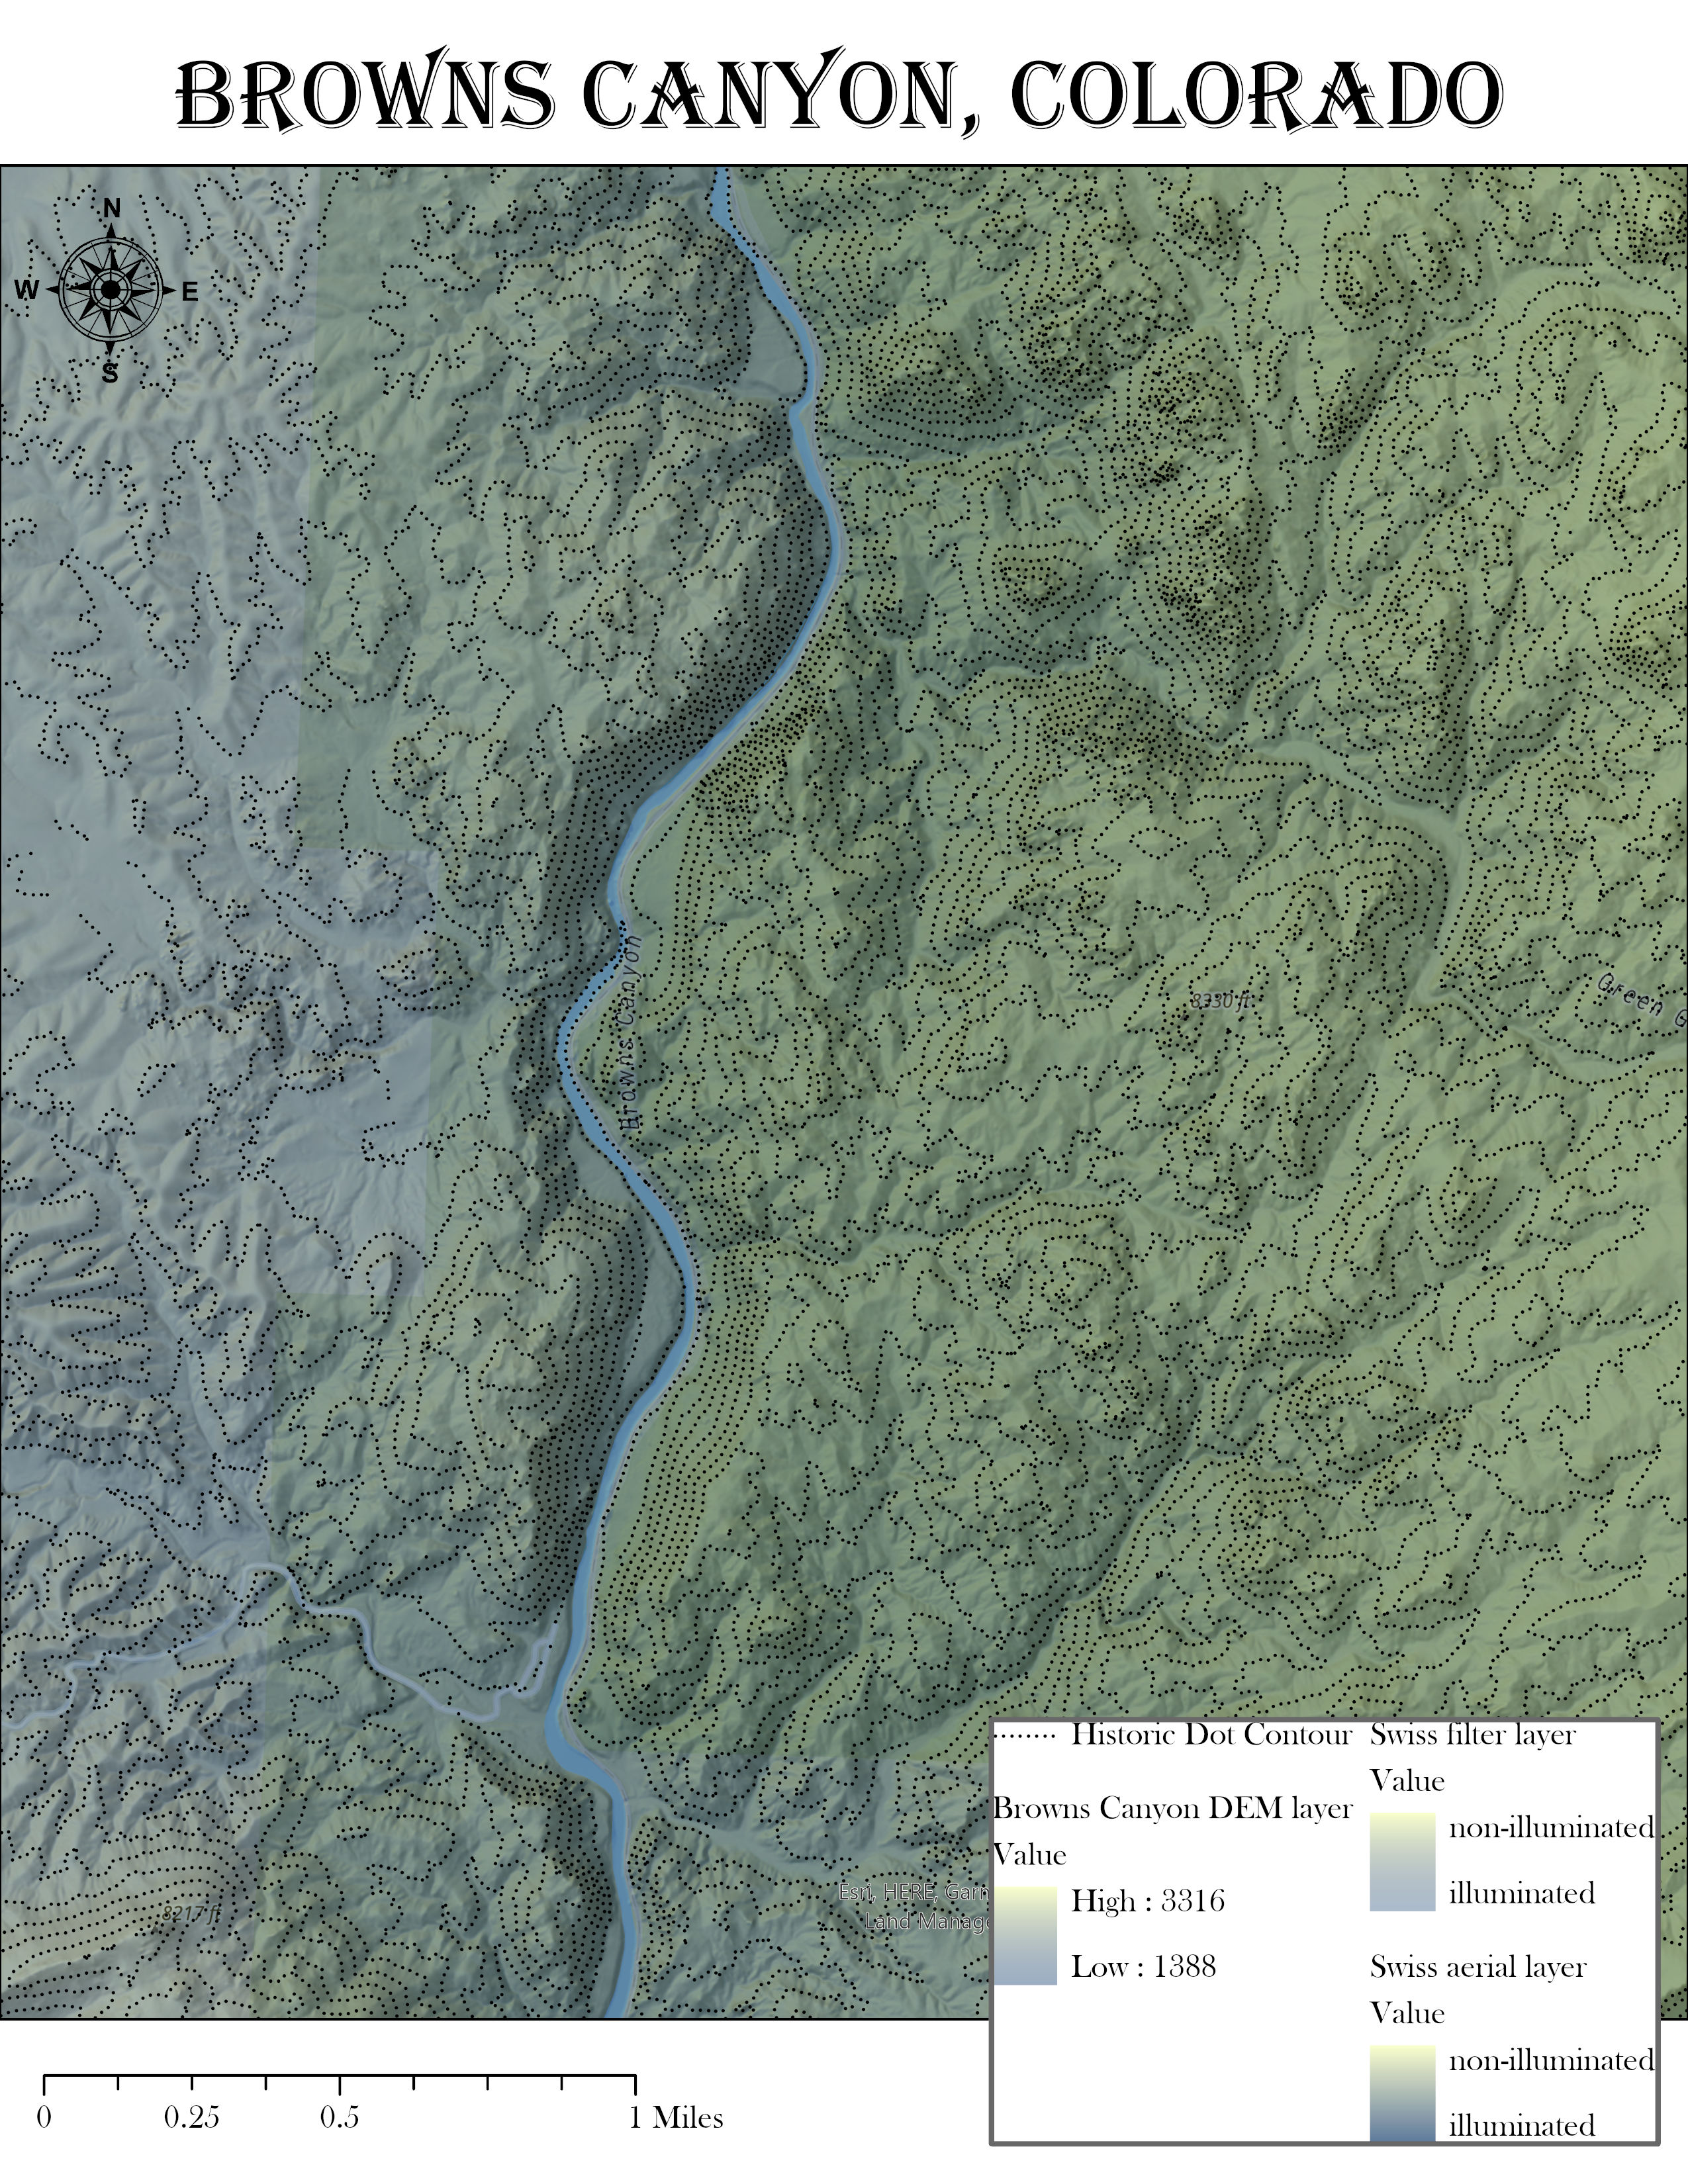 BROWNS CANYON, COLORADO
N
W
E
S
Browns Canyon
8330 ft
Green G
8217 ft
Esri, HERE, Garm
Land Manage
Historic Dot Contour
Browns Canyon DEM layer
Value
High : 3316
Low : 1388
Swiss filter layer
Value
non-illuminated
illuminated
Swiss aerial layer
Value
non-illuminated
illuminated
0
0.25
0.5
1 Miles